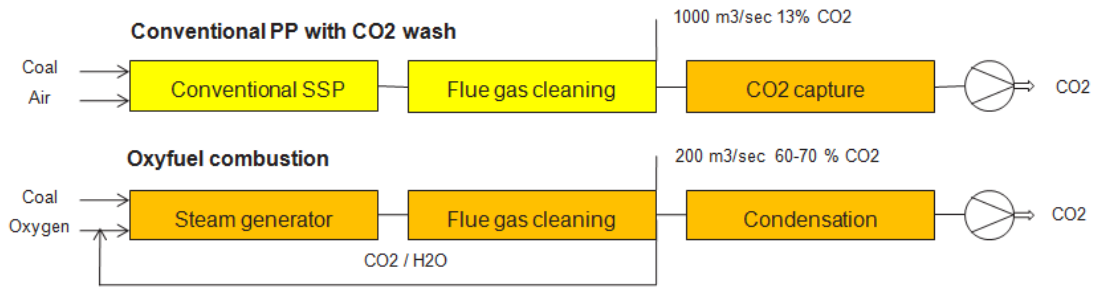 Conventional PP with CO2 wash
1000 m3/sec 13% CO2
Coal
Air
Conventional SSP
Flue gas cleaning
CO2 capture
CO2
Oxyfuel combustion
200 m3/sec 60-70 % CO2
Coal
Oxygen
Steam generator
Flue gas cleaning
Condensation
CO2
CO2 / H2O